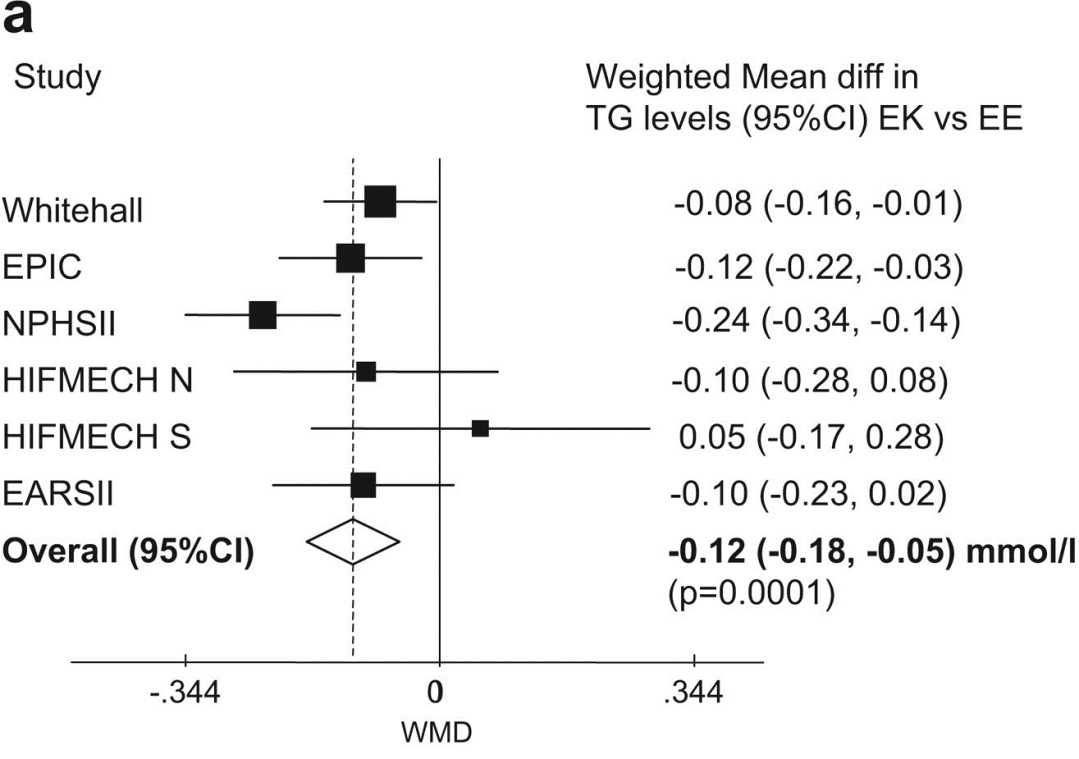 a
Study
Weighted Mean diff in
TG levels (95%CI) EK vs EE
Whitehall -0.08 (-0.16, -0.01)
EPIC -0.12 (-0.22, -0.03)
NPHSII -0.24 (-0.34, -0.14)
HIFMECH N -0.10 (-0.28, 0.08)
HIFMECH S 0.05 (-0.17, 0.28)
EARSII -0.10 (-0.23, 0.02)
Overall (95%CI) -0.12 (-0.18, -0.05) mmol/l
(p=0.0001)
-.344 0 .344
WMD